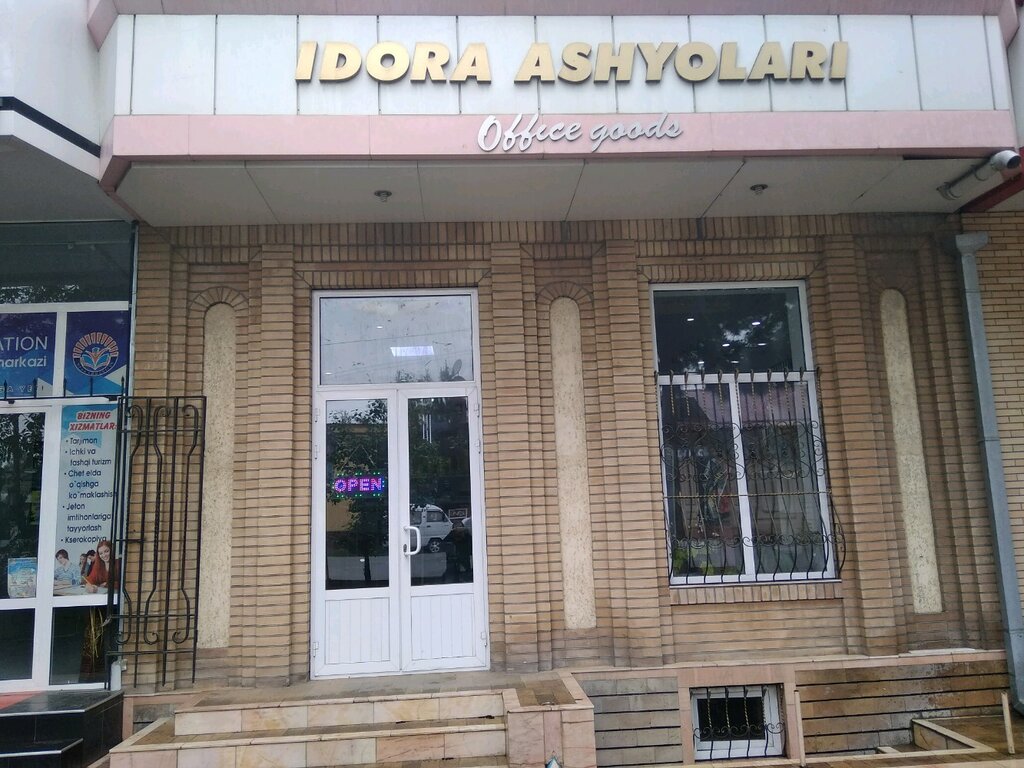 IDORA ASHYOLARI
Office goods
OPEN
ATION
markazi
BIZNING
XIZMATLAR:
• Tarjimon
• Ichki va
tashqi turizm
• Chet elda
o`qishga
ko`maklashish
• Jeton
imtihonlariga
tayyorlash
• Kserokopiya